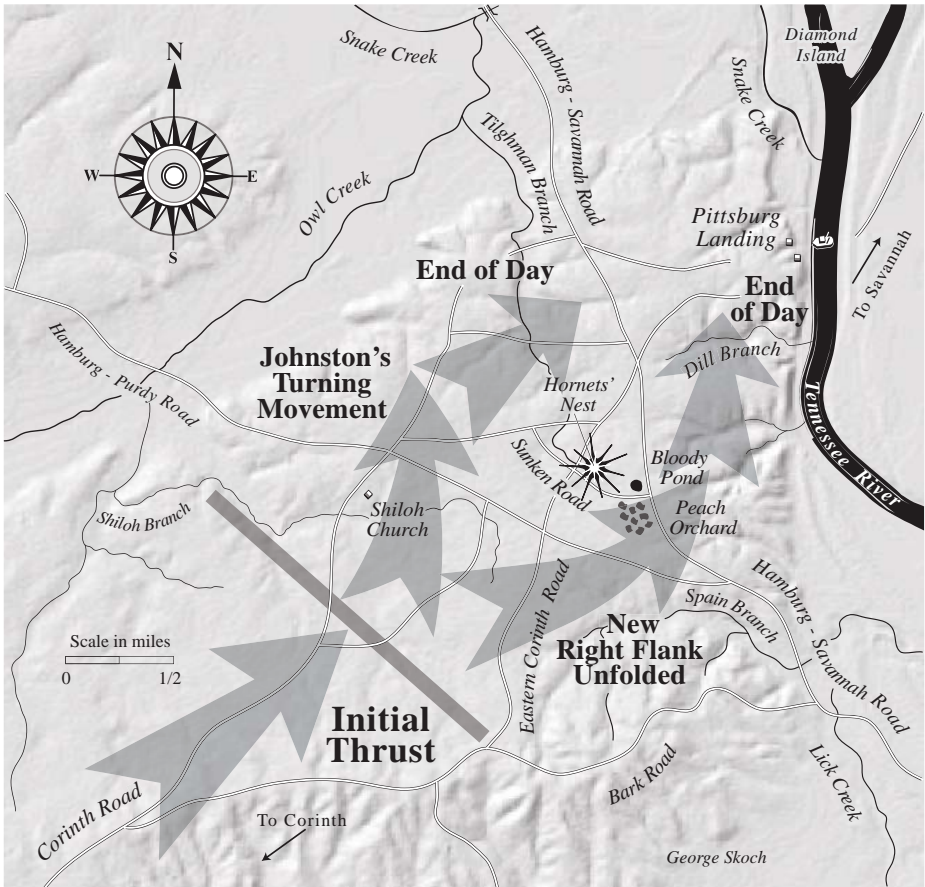 Diamond
Island
Snake Creek
Hamburg - Savannah Road
Snake Creek
N
W
E
S
Tilghman Branch
Owl Creek
Pittsburg
Landing
To Savannah
End of Day
End
of Day
Hamburg - Purdy Road
Johnston's
Turning
Movement
Dill Branch
Hornets'
Nest
Tennessee River
Sunken Road
Bloody
Pond
Shiloh Branch
Shiloh
Church
Peach
Orchard
Eastern Corinth Road
Hamburg - Savannah Road
Spain Branch
New
Right Flank
Unfolded
Scale in miles
0
1/2
Initial
Thrust
Bark Road
Lick Creek
Corinth Road
To Corinth
George Skoch